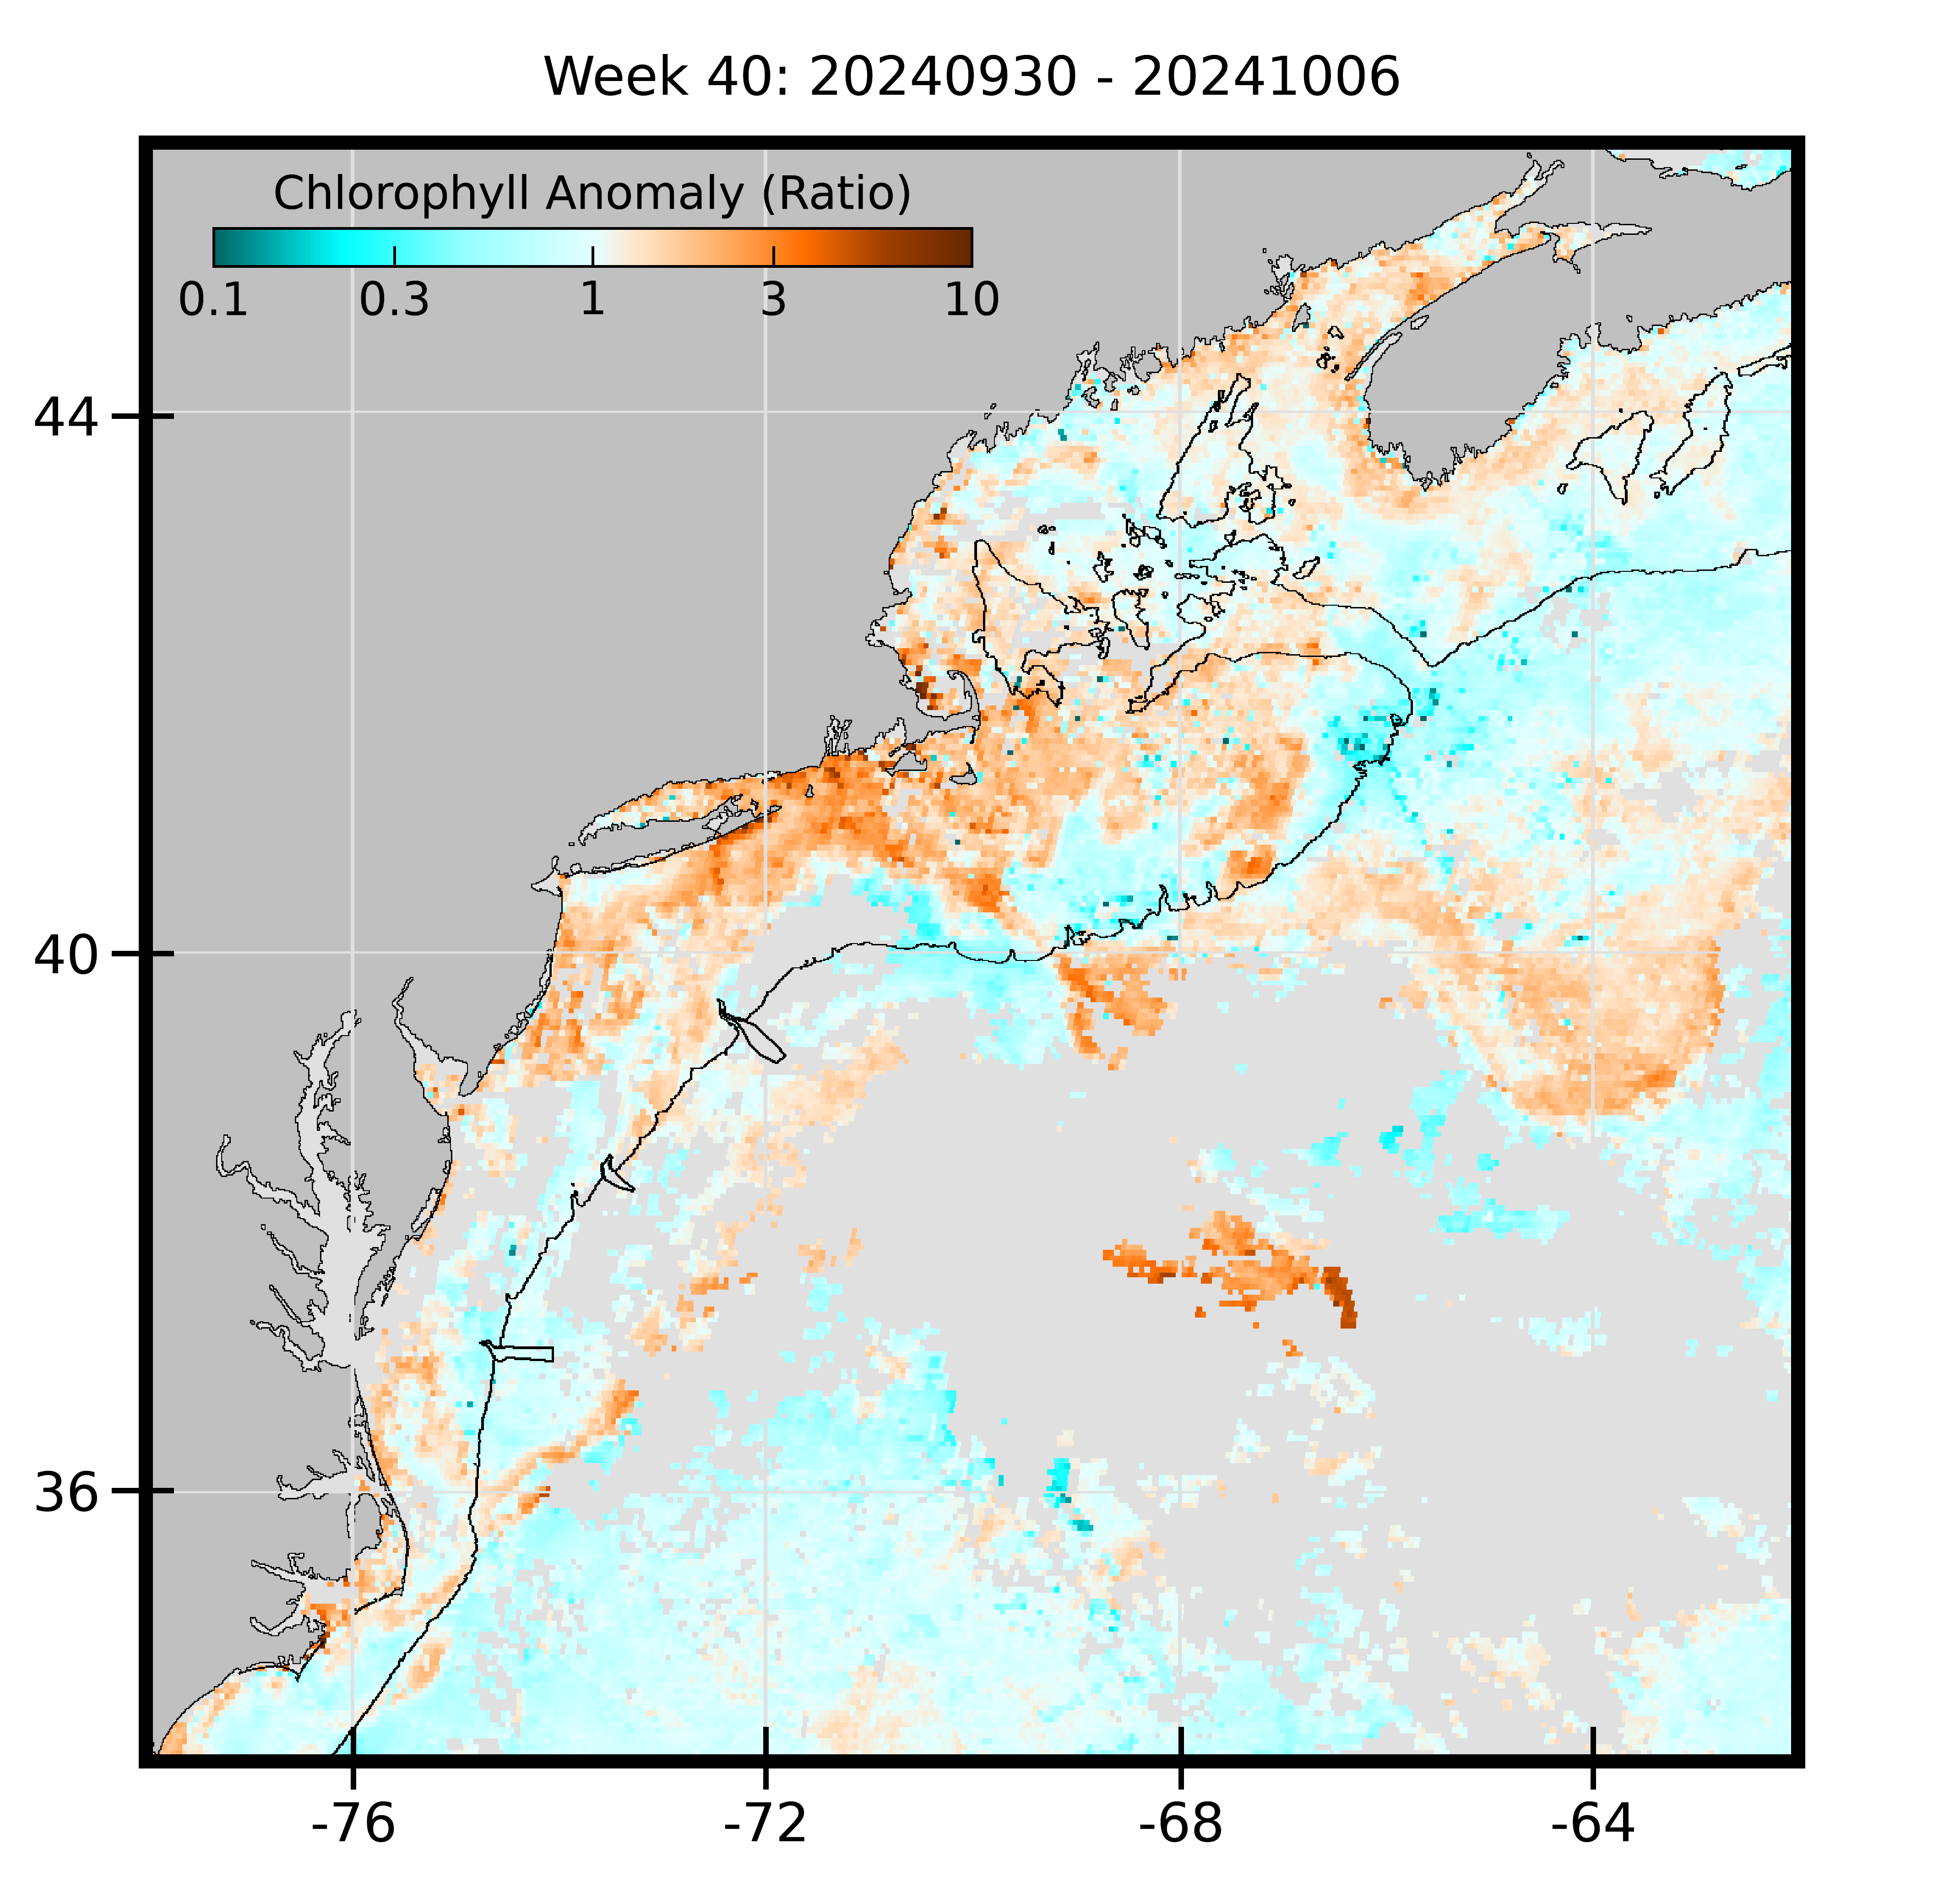 Week 40: 20240930 - 20241006
Chlorophyll Anomaly (Ratio)
0.1 0.3 1 3 10
44
40
36
-76 -72 -68 -64